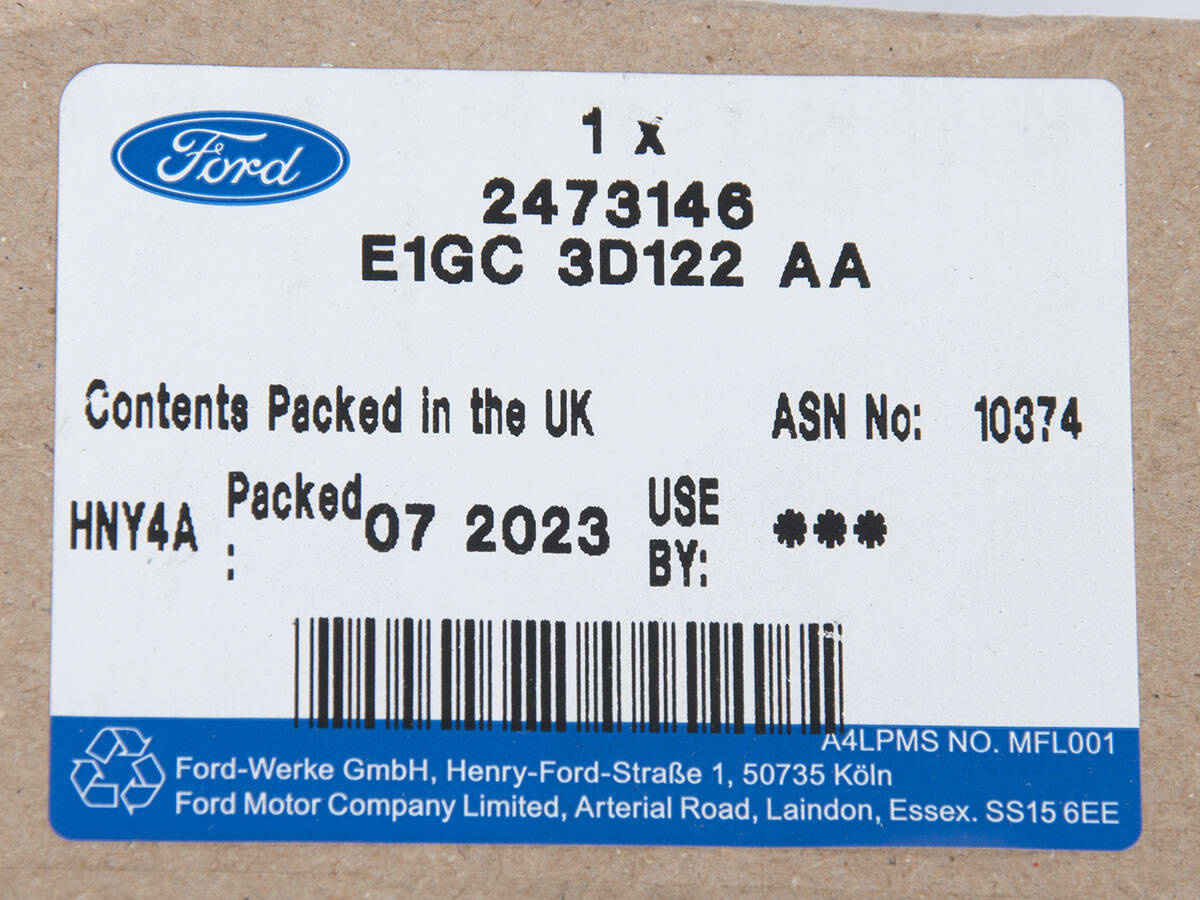 Ford
1 x
2473146
E1GC 3D122 AA
Contents Packed in the UK ASN No: 10374
HNY4A Packed : 07 2023 USE BY: ***
A4LPMS NO. MFL001
Ford-Werke GmbH, Henry-Ford-Straße 1, 50735 Köln
Ford Motor Company Limited, Arterial Road, Laindon, Essex. SS15 6EE